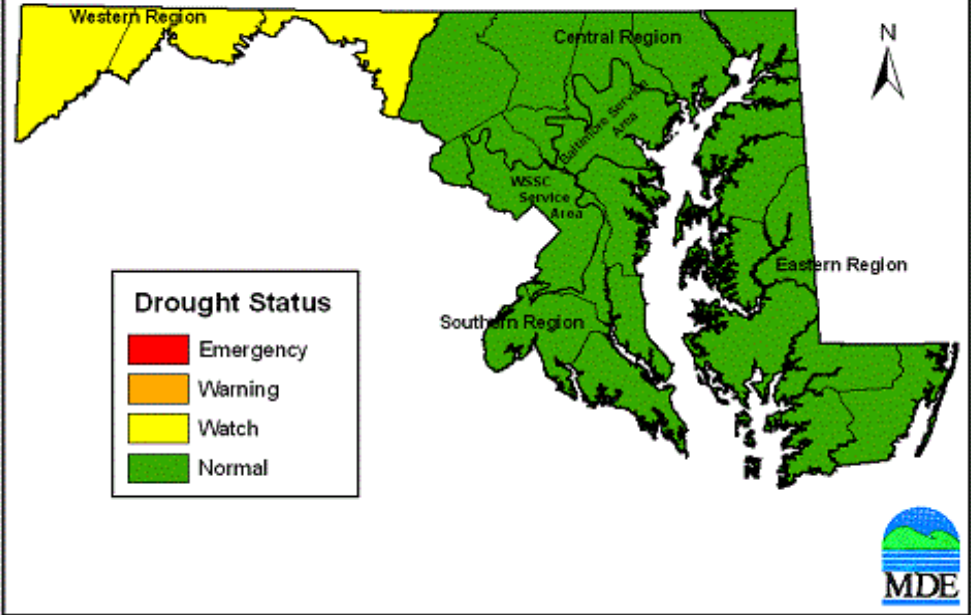 Western Region
Central Region
N
Baltimore Service
Area
WSSC
Service
Area
Eastern Region
Southern Region
Drought Status
Emergency
Warning
Watch
Normal
MDE